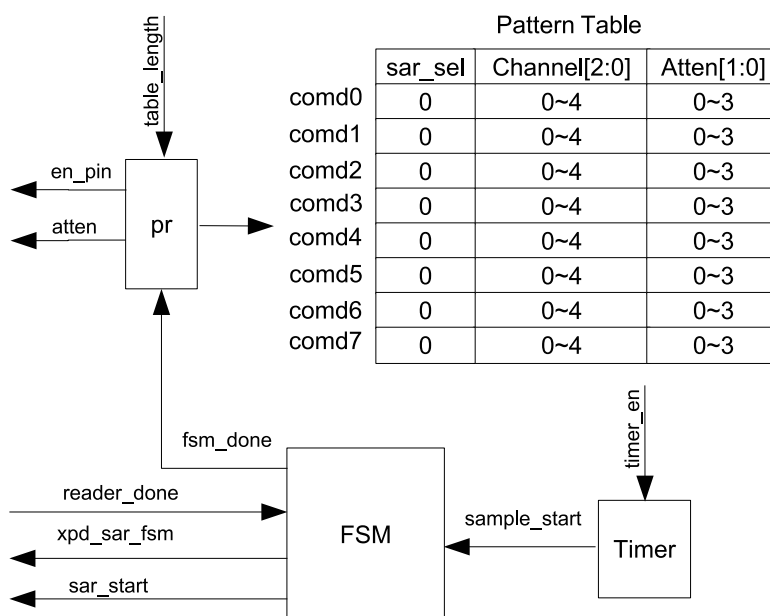 Pattern Table
table_length
sar_sel Channel[2:0] Atten[1:0]
comd0 0 0~4 0~3
comd1 0 0~4 0~3
comd2 0 0~4 0~3
comd3 0 0~4 0~3
comd4 0 0~4 0~3
comd5 0 0~4 0~3
comd6 0 0~4 0~3
comd7 0 0~4 0~3
en_pin
atten
pr
fsm_done
timer_en
reader_done
xpd_sar_fsm
sar_start
FSM
sample_start
Timer